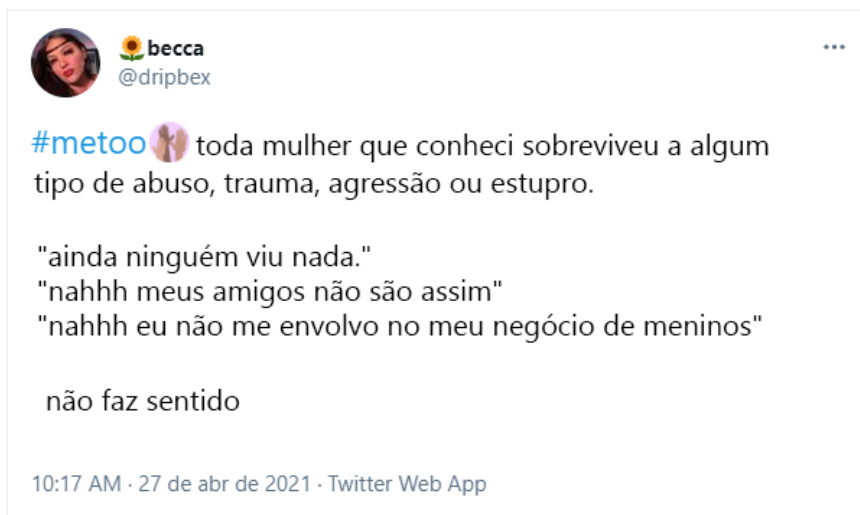 🌻becca
@dripbex
#metoo toda mulher que conheci sobreviveu a algum
tipo de abuso, trauma, agressão ou estupro.
"ainda ninguém viu nada."
"nahhh meus amigos não são assim"
"nahhh eu não me envolvo no meu negócio de meninos"
não faz sentido
10:17 AM · 27 de abr de 2021 · Twitter Web App